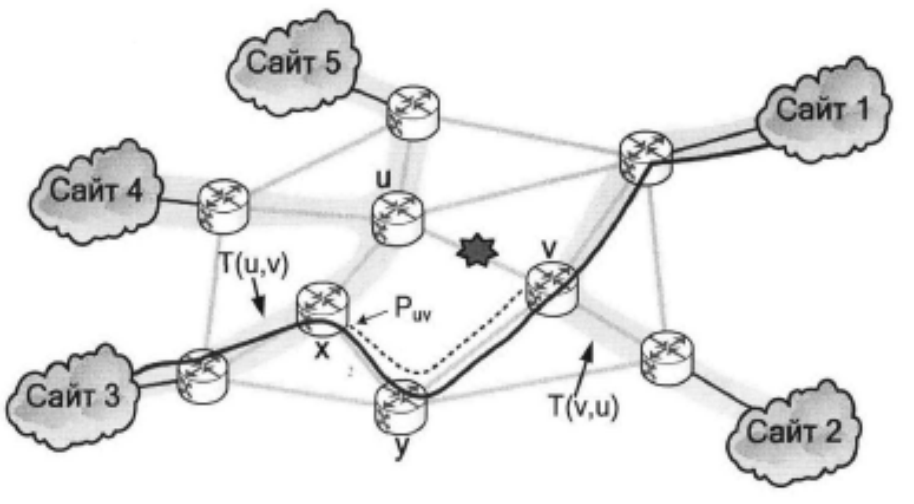 Сайт 5
Сайт 1
u
Сайт 4
v
T(u,v)
Puv
x
Сайт 3
T(v,u)
y
Сайт 2